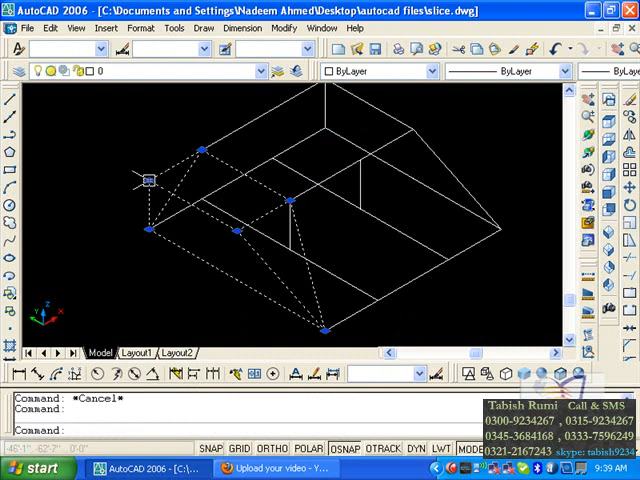 AutoCAD 2006 - [C:\Documents and Settings\Nadeem Ahmed\Desktop\autocad files\slice.dwg]
File Edit View Insert Format Tools Draw Dimension Modify Window Help
0
ByLayer
ByLayer
ByLayer
Z
Y X
Model Layout1 Layout2
Command: *Cancel*
Command:
Command:
SNAP GRID ORTHO POLAR OSNAP OTRACK DYN LWT MODE
Tabish Rumi Call & SMS
0300-9234267 , 0315-9234267
0345-3684168 , 0333-7596249
0321-2167243 skype: tabish9234
start AutoCAD 2006 - [C:\... Upload your video - Y... 9:39 AM